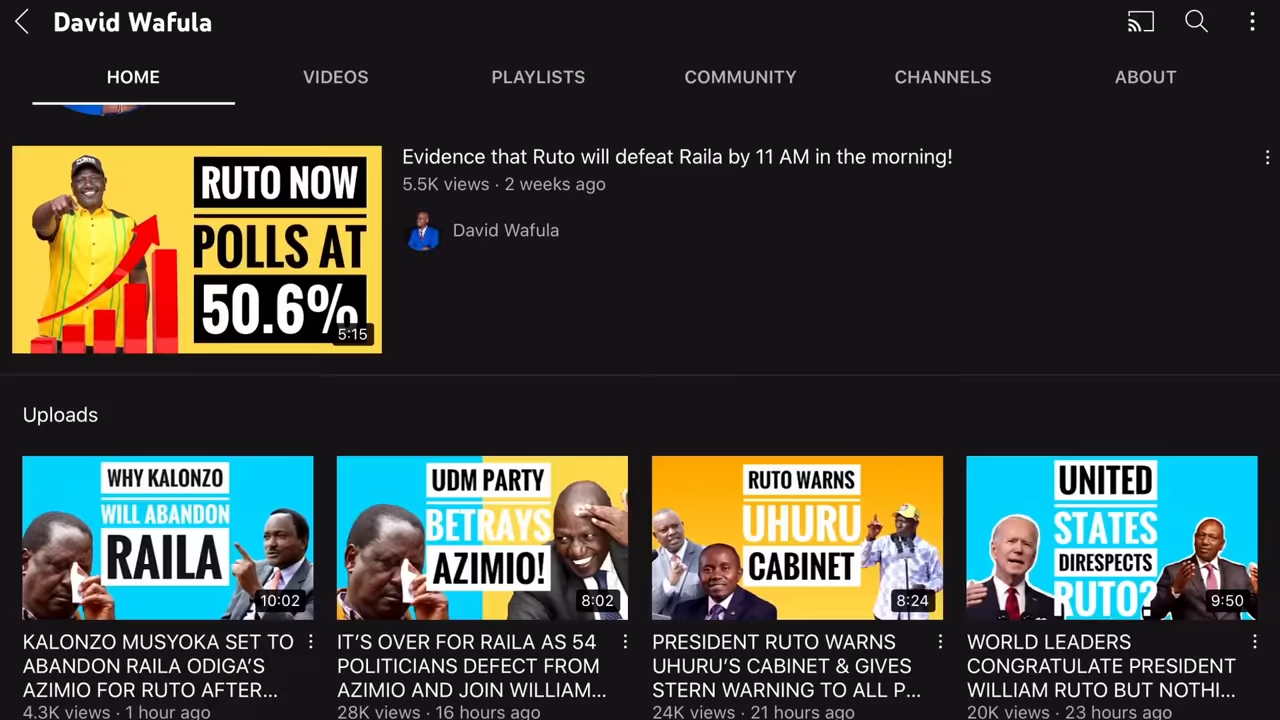 David Wafula
HOME
VIDEOS
PLAYLISTS
COMMUNITY
CHANNELS
ABOUT
RUTO NOW
POLLS AT
50.6%
5:15
Evidence that Ruto will defeat Raila by 11 AM in the morning!
5.5K views · 2 weeks ago
David Wafula
Uploads
WHY KALONZO
WILL ABANDON
RAILA
10:02
KALONZO MUSYOKA SET TO
ABANDON RAILA ODIGA'S
AZIMIO FOR RUTO AFTER...
4.3K views · 1 hour ago
UDM PARTY
BETRAYS
AZIMIO!
8:02
IT'S OVER FOR RAILA AS 54
POLITICIANS DEFECT FROM
AZIMIO AND JOIN WILLIAM...
28K views · 16 hours ago
RUTO WARNS
UHURU
CABINET
8:24
PRESIDENT RUTO WARNS
UHURU'S CABINET & GIVES
STERN WARNING TO ALL P...
24K views · 21 hours ago
UNITED
STATES
DIRESPECTS
RUTO?
9:50
WORLD LEADERS
CONGRATULATE PRESIDENT
WILLIAM RUTO BUT NOTHI...
20K views · 23 hours ago